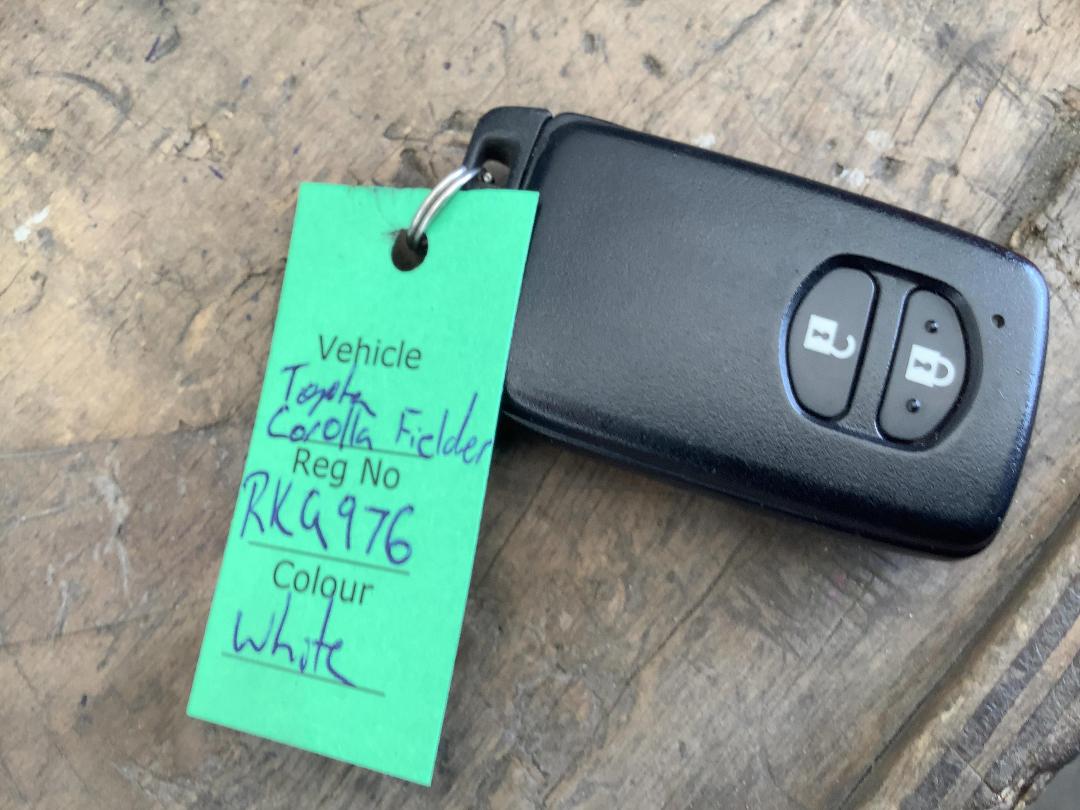 Vehicle
Toyota
Corolla Fielder
Reg No
RKG976
Colour
White